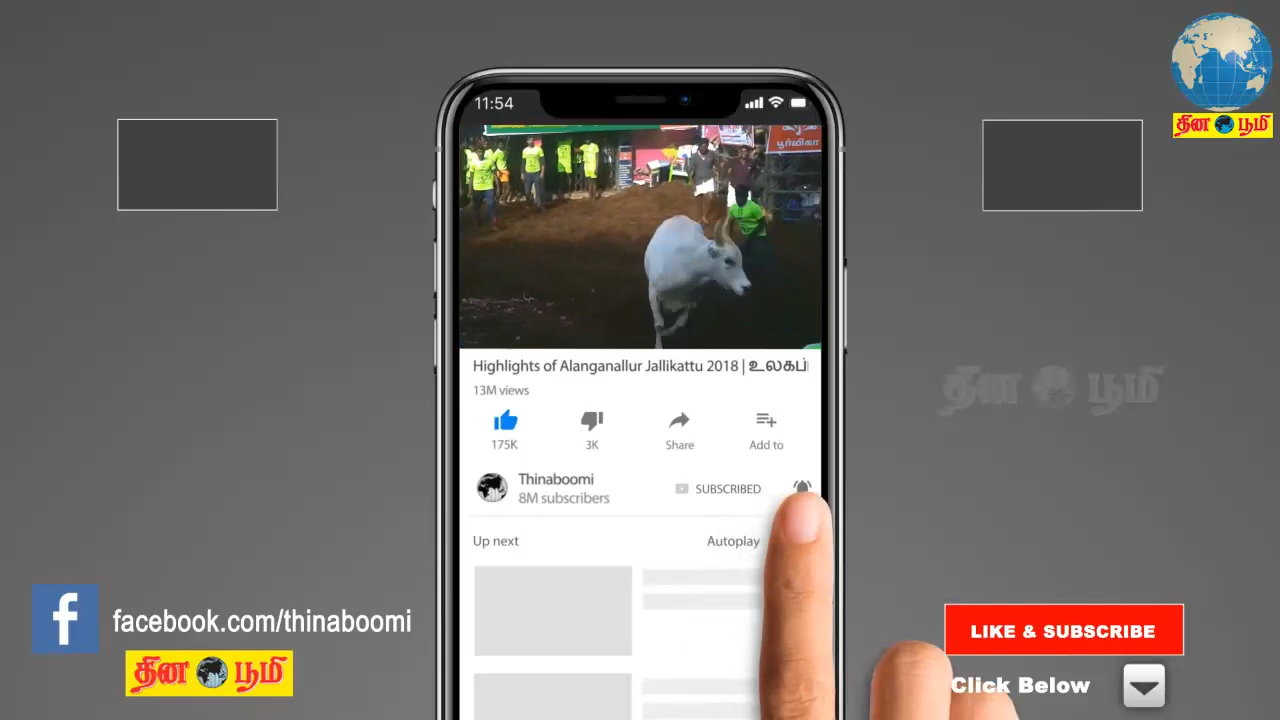 தின பூமி
11:54
பூர்விகா
Highlights of Alanganallur Jallikattu 2018 | உலகப்
13M views
175K
3K
Share
Add to
தின பூமி
Thinaboomi
8M subscribers
SUBSCRIBED
Up next
Autoplay
f facebook.com/thinaboomi
தின பூமி
LIKE & SUBSCRIBE
Click Below